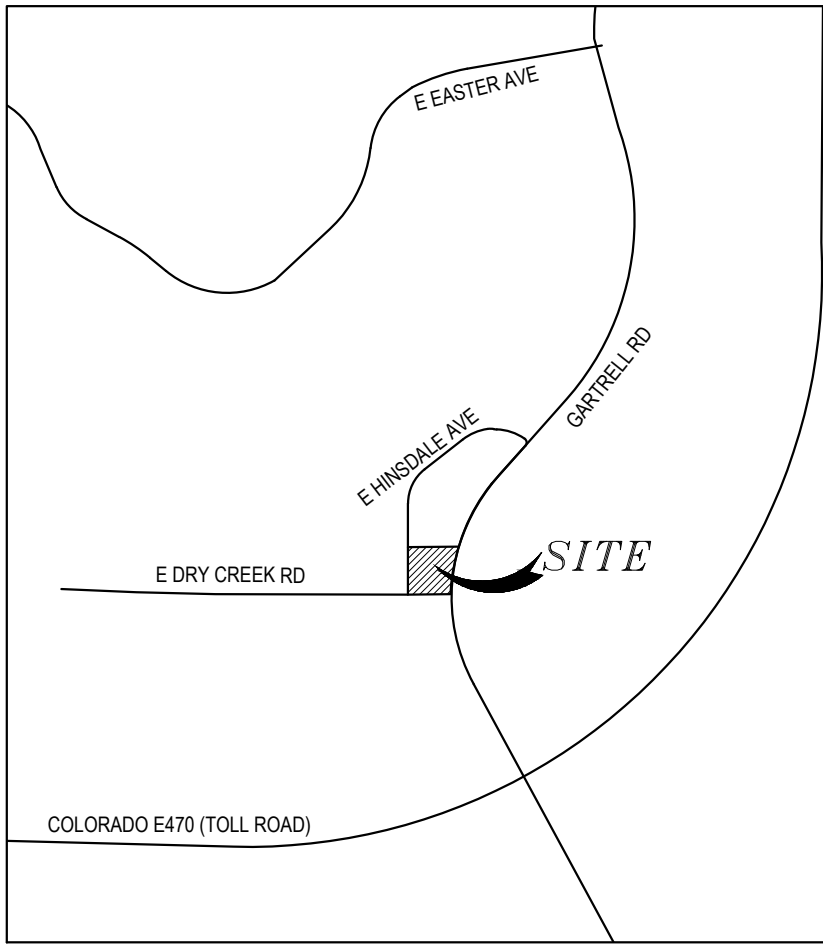 E EASTER AVE
GARTRELL RD
E HINSDALE AVE
SITE
E DRY CREEK RD
COLORADO E470 (TOLL ROAD)